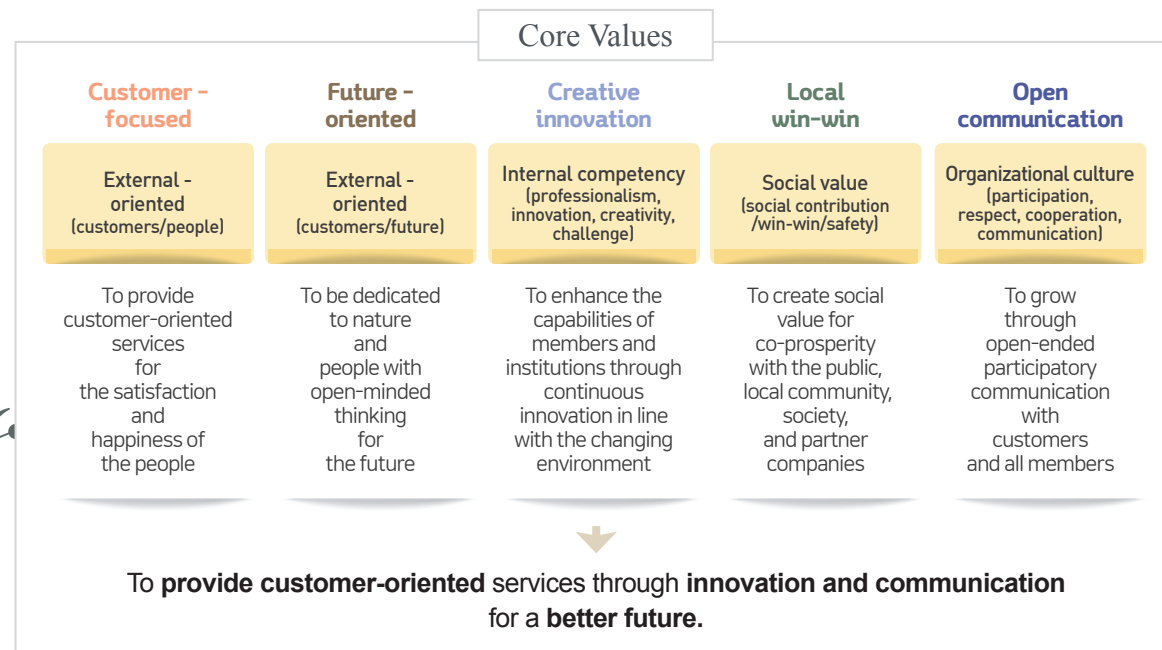 Core Values
Customer -
focused
External -
oriented
(customers/people)
To provide
customer-oriented
services
for
the satisfaction
and
happiness of
the people
Future -
oriented
External -
oriented
(customers/future)
To be dedicated
to nature
and
people with
open-minded
thinking
for
the future
Creative
innovation
Internal competency
(professionalism,
innovation, creativity,
challenge)
To enhance the
capabilities of
members and
institutions through
continuous
innovation in line
with the changing
environment
Local
win-win
Social value
(social contribution
/win-win/safety)
To create social
value for
co-prosperity
with the public,
local community,
society,
and partner
companies
Open
communication
Organizational culture
(participation,
respect, cooperation,
communication)
To grow
through
open-ended
participatory
communication
with
customers
and all members
To provide customer-oriented services through innovation and communication
for a better future.